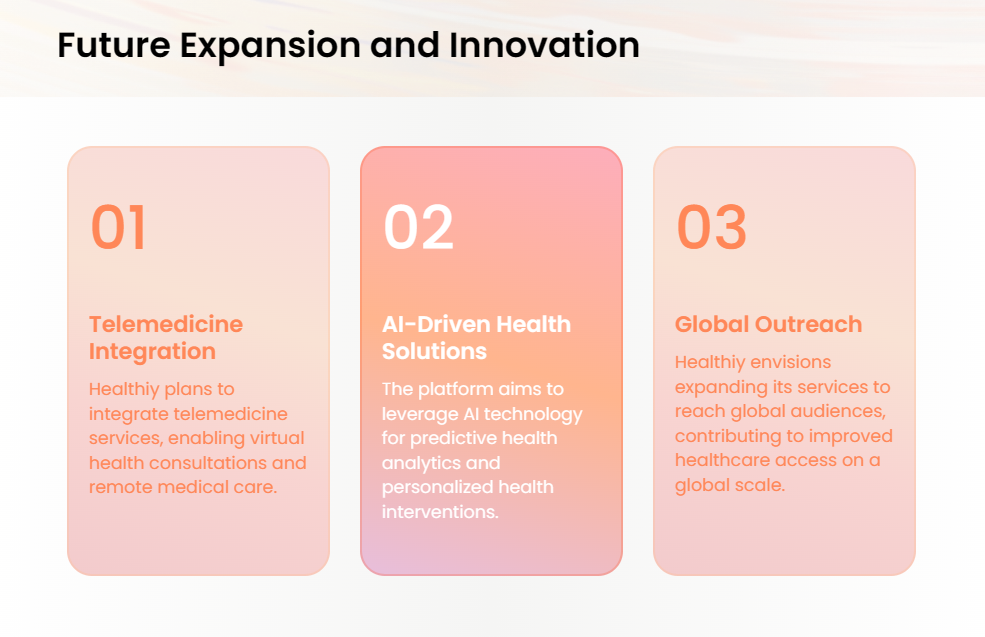 Future Expansion and Innovation
01
Telemedicine
Integration
Healthiy plans to
integrate telemedicine
services, enabling virtual
health consultations and
remote medical care.
02
AI-Driven Health
Solutions
The platform aims to
leverage AI technology
for predictive health
analytics and
personalized health
interventions.
03
Global Outreach
Healthiy envisions
expanding its services to
reach global audiences,
contributing to improved
healthcare access on a
global scale.